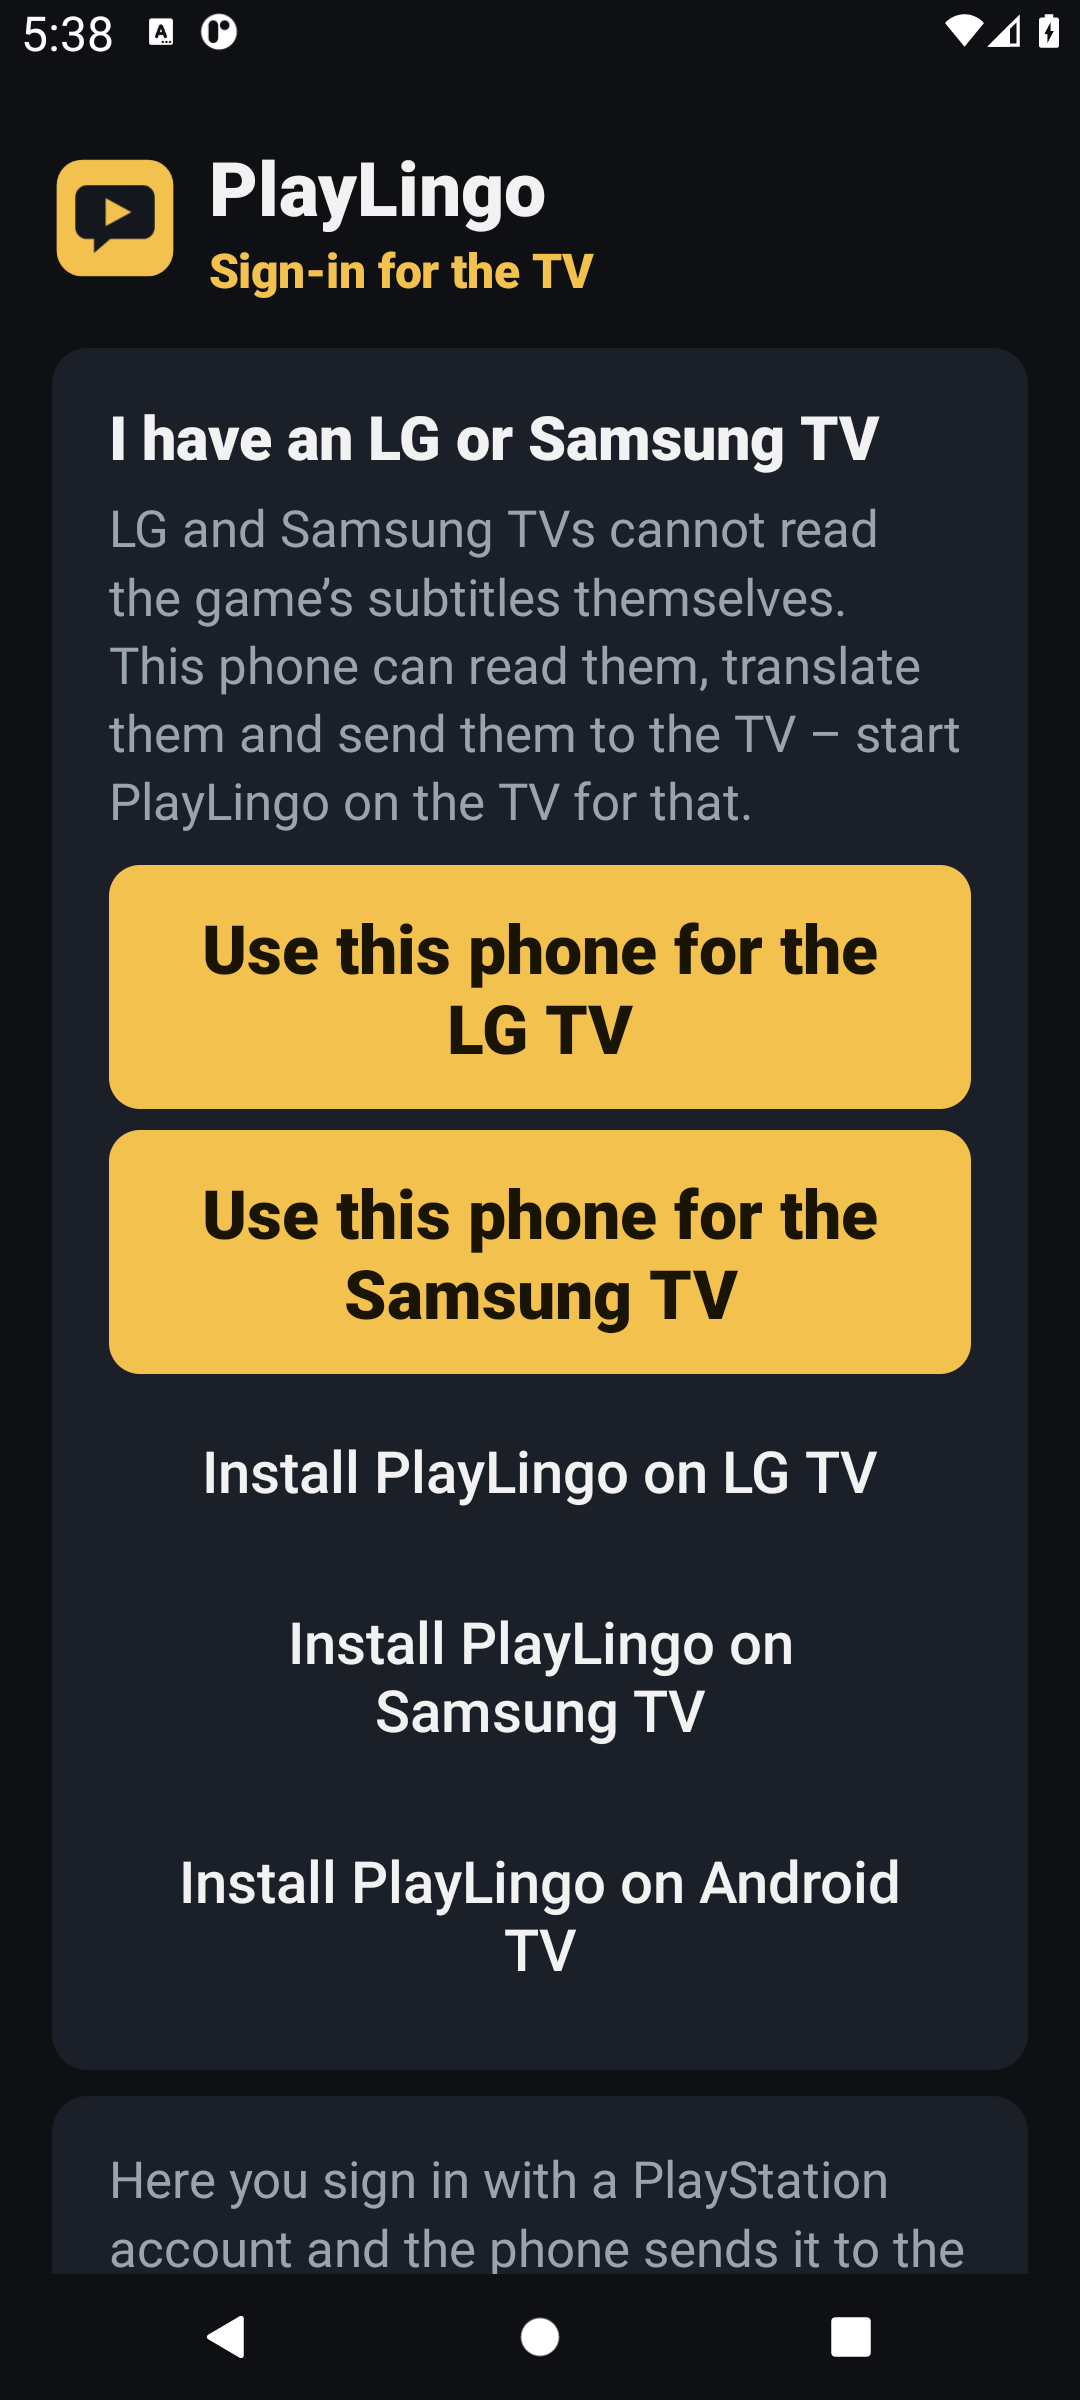 5:38
PlayLingo
Sign-in for the TV
I have an LG or Samsung TV
LG and Samsung TVs cannot read
the game’s subtitles themselves.
This phone can read them, translate
them and send them to the TV – start
PlayLingo on the TV for that.
Use this phone for the
LG TV
Use this phone for the
Samsung TV
Install PlayLingo on LG TV
Install PlayLingo on
Samsung TV
Install PlayLingo on Android
TV
Here you sign in with a PlayStation
account and the phone sends it to the